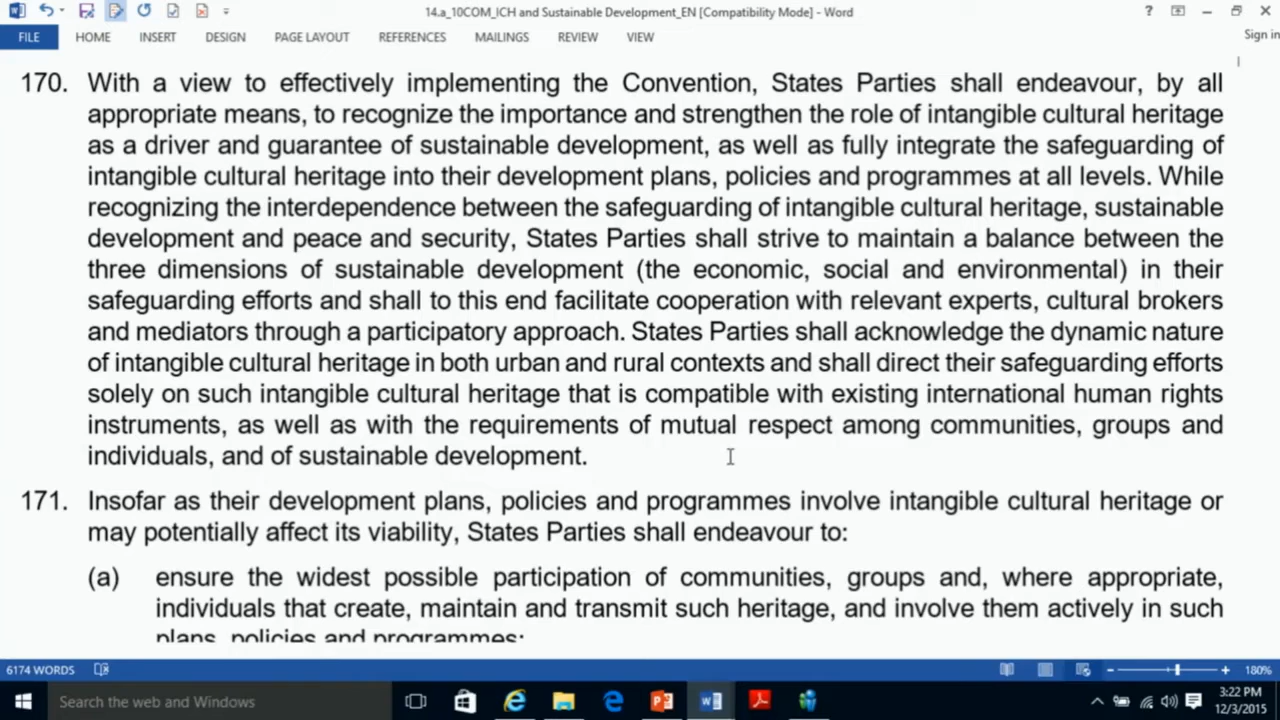 14.a_10COM_ICH and Sustainable Development_EN [Compatibility Mode] - Word
?
FILE HOME INSERT DESIGN PAGE LAYOUT REFERENCES MAILINGS REVIEW VIEW
Sign in
170. With a view to effectively implementing the Convention, States Parties shall endeavour, by all
appropriate means, to recognize the importance and strengthen the role of intangible cultural heritage
as a driver and guarantee of sustainable development, as well as fully integrate the safeguarding of
intangible cultural heritage into their development plans, policies and programmes at all levels. While
recognizing the interdependence between the safeguarding of intangible cultural heritage, sustainable
development and peace and security, States Parties shall strive to maintain a balance between the
three dimensions of sustainable development (the economic, social and environmental) in their
safeguarding efforts and shall to this end facilitate cooperation with relevant experts, cultural brokers
and mediators through a participatory approach. States Parties shall acknowledge the dynamic nature
of intangible cultural heritage in both urban and rural contexts and shall direct their safeguarding efforts
solely on such intangible cultural heritage that is compatible with existing international human rights
instruments, as well as with the requirements of mutual respect among communities, groups and
individuals, and of sustainable development.
171. Insofar as their development plans, policies and programmes involve intangible cultural heritage or
may potentially affect its viability, States Parties shall endeavour to:
(a) ensure the widest possible participation of communities, groups and, where appropriate,
individuals that create, maintain and transmit such heritage, and involve them actively in such
plans, policies and programmes;
6174 WORDS
180%
Search the web and Windows
3:22 PM
12/3/2015